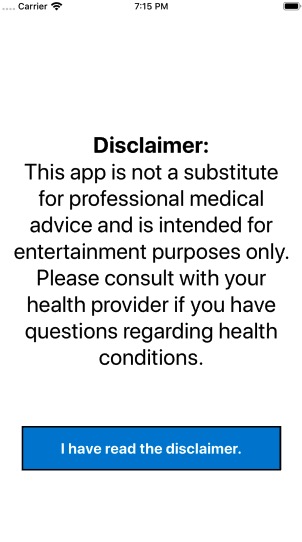 .... Carrier 7:15 PM
Disclaimer:
This app is not a substitute
for professional medical
advice and is intended for
entertainment purposes only.
Please consult with your
health provider if you have
questions regarding health
conditions.
I have read the disclaimer.